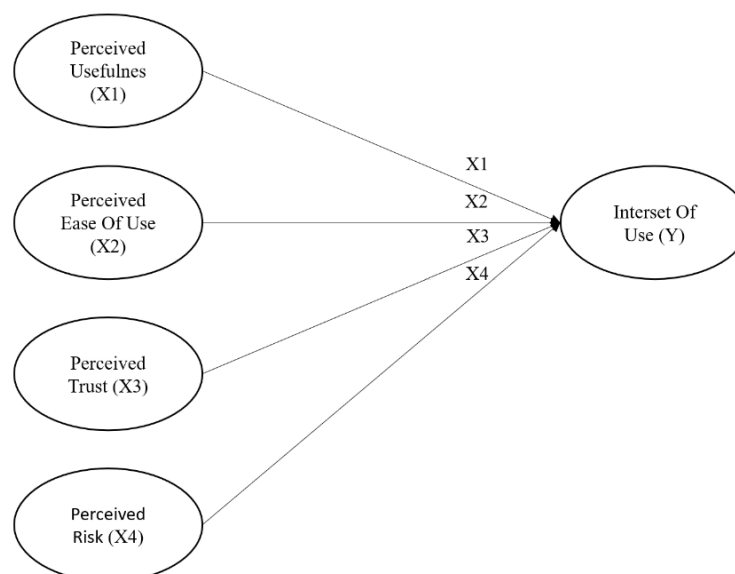 Perceived
Usefulnes
(X1)
X1
Perceived
Ease Of Use
(X2)
X2
Interset Of
Use (Y)
X3
X4
Perceived
Trust (X3)
Perceived
Risk (X4)